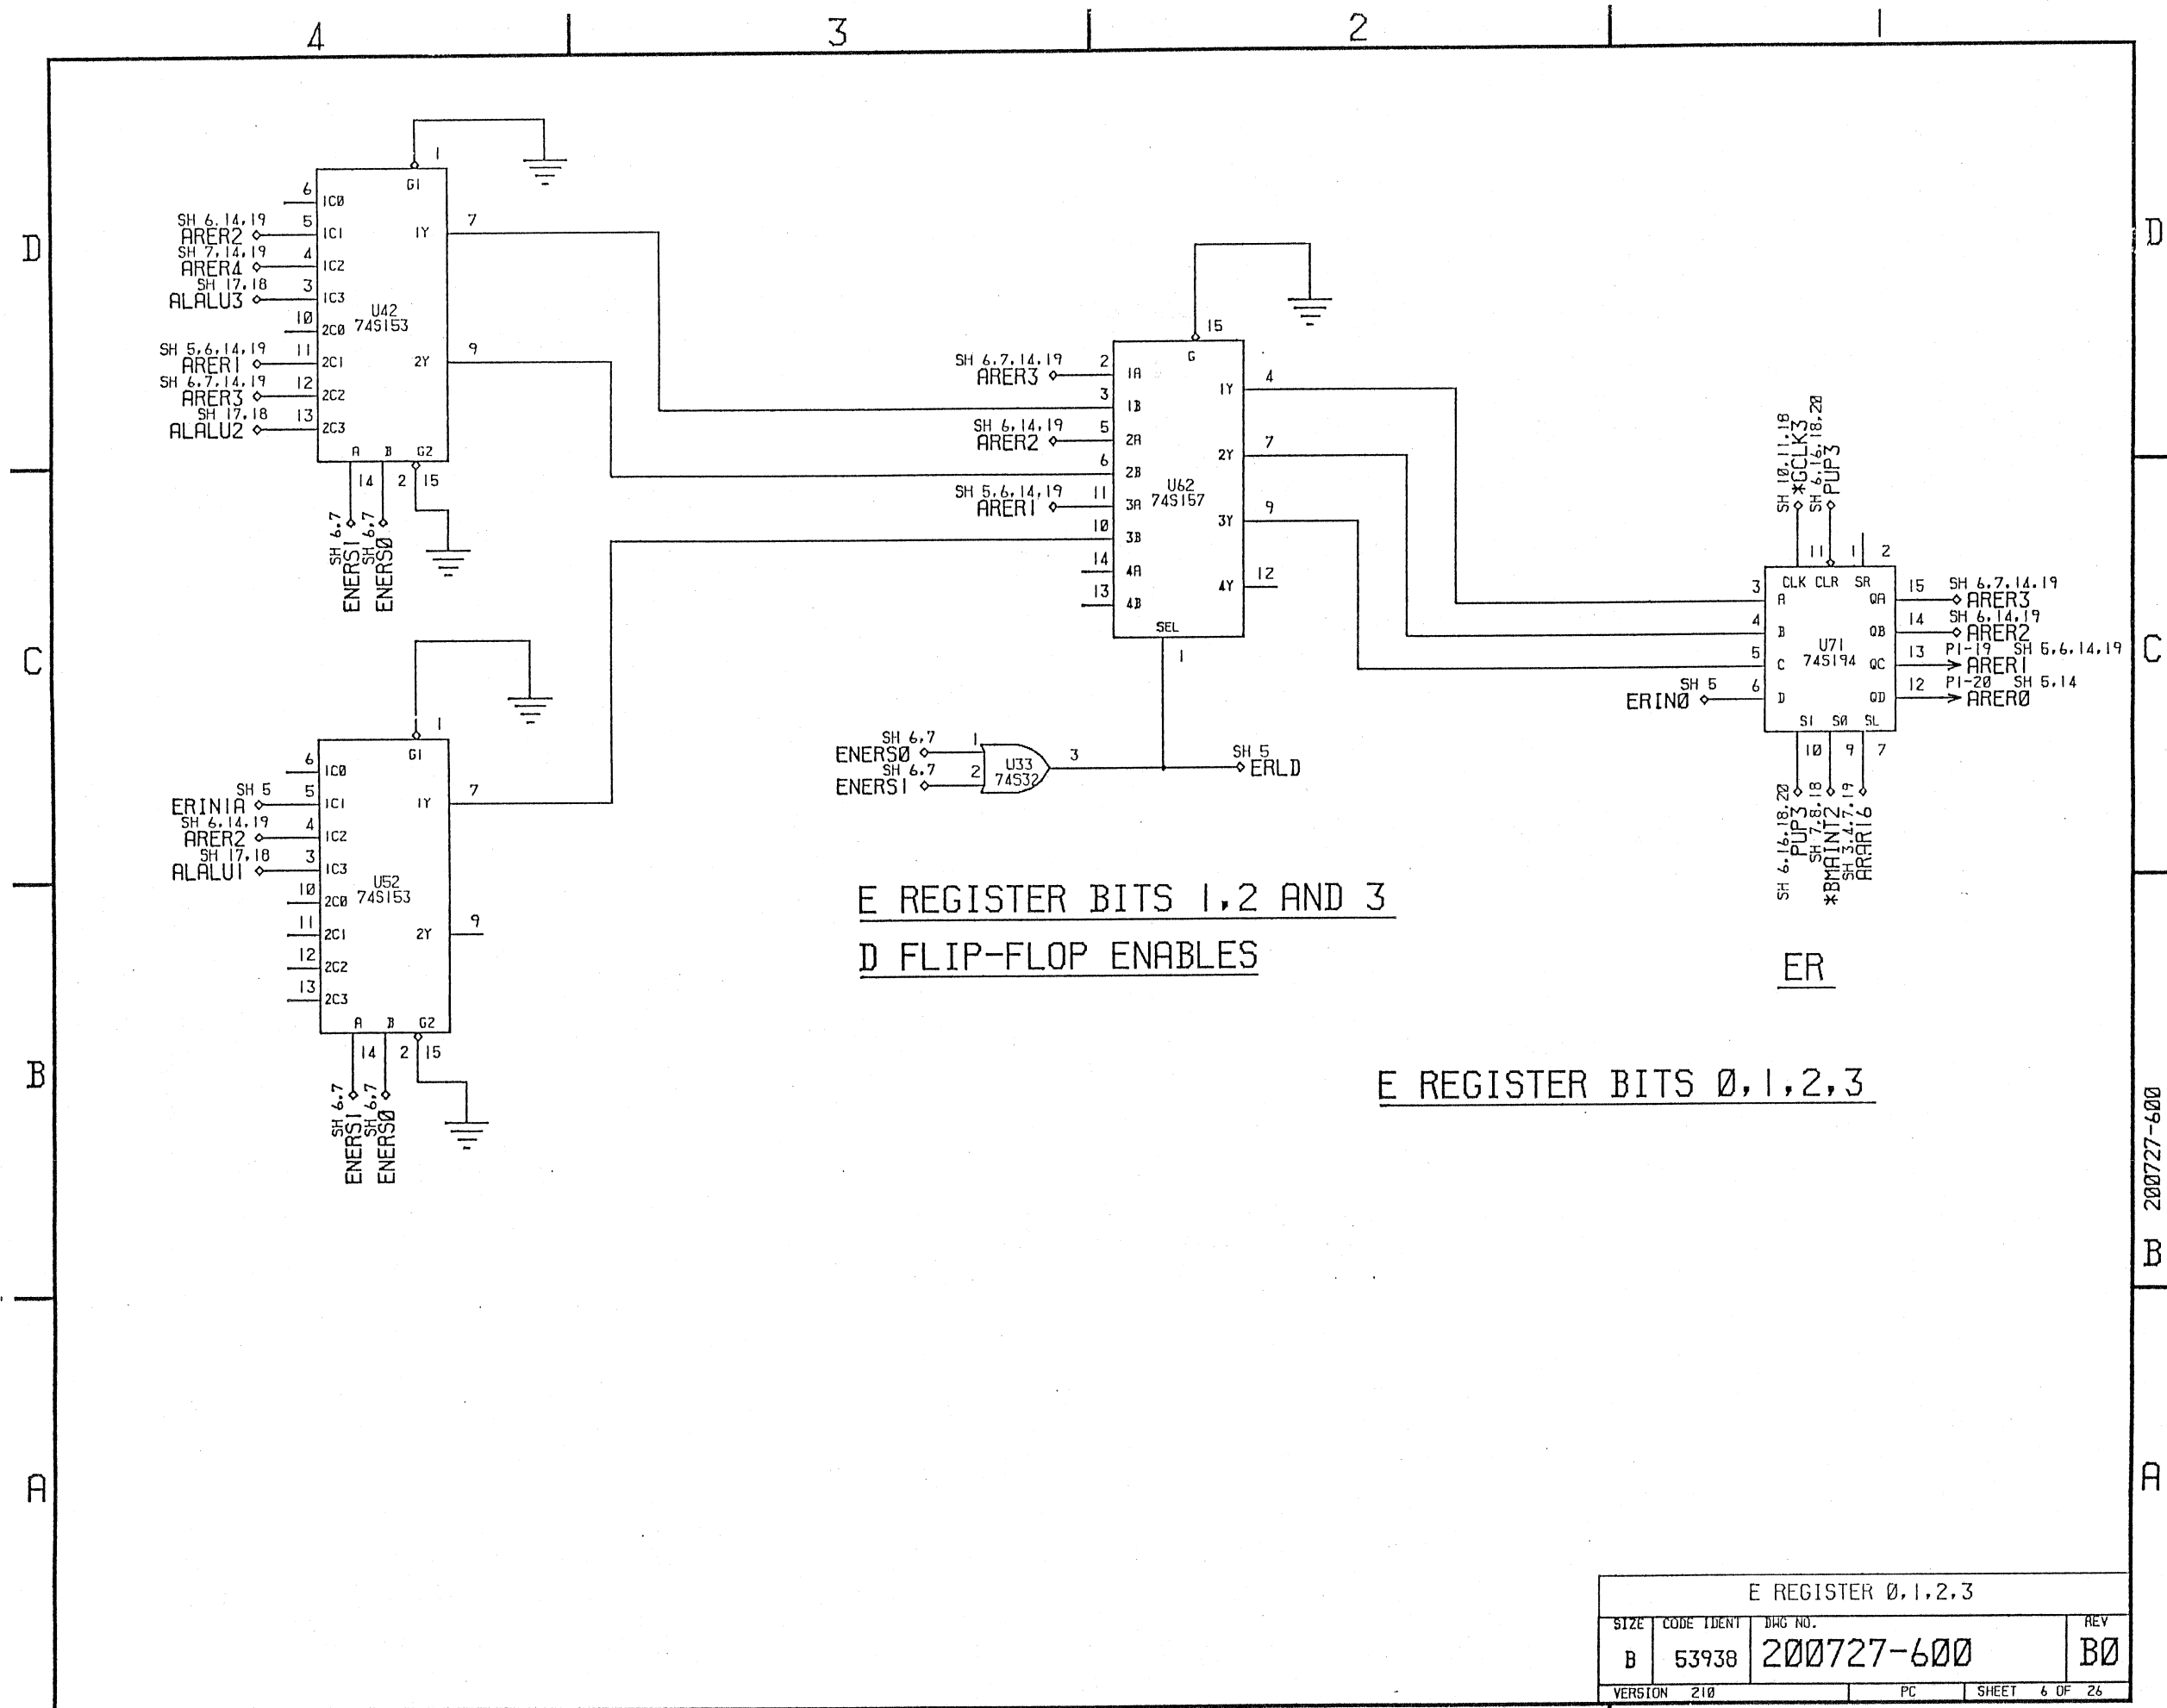 4 3 2 1
D
C
B
A
D
C
B
A
200727-600
1
G1
6 1C0
SH 6,14,19
ARER2 5 1C1
1Y 7
SH 7,14,19
ARER4 4 1C2
SH 17,18
ALALU3 3 1C3
U42
74S153
10 2C0
SH 5,6,14,19
ARER1 11 2C1
2Y 9
SH 6,7,14,19
ARER3 12 2C2
SH 17,18
ALALU2 13 2C3
A B G2
14 2 15
SH 6,7
ENERS1
SH 6,7
ENERS0
1
G1
6 1C0
SH 5
ERIN1A 5 1C1
1Y 7
SH 6,14,19
ARER2 4 1C2
SH 17,18
ALALU1 3 1C3
U52
74S153
10 2C0
11 2C1
2Y 9
12 2C2
13 2C3
A B G2
14 2 15
SH 6,7
ENERS1
SH 6,7
ENERS0
15
G
SH 6,7,14,19
ARER3 2 1A
1Y 4
3 1B
SH 6,14,19
ARER2 5 2A
2Y 7
6 2B
U62
74S157
SH 5,6,14,19
ARER1 11 3A
3Y 9
10 3B
14 4A
4Y 12
13 4B
SEL
1
SH 6,7
ENERS0 1
SH 6,7
ENERS1 2
U33
74S32
3
SH 5
ERLD
SH 10,11,18
*GCLK3
SH 6,16,18,20
PUP3
11 1 2
CLK CLR SR
3 A
QA 15 SH 6,7,14,19
ARER3
4 B
QB 14 SH 6,14,19
ARER2
U71
74S194
5 C
QC 13 P1-19 SH 5,6,14,19
ARER1
SH 5
ERIN0 6 D
QD 12 P1-20 SH 5,14
ARER0
S1 S0 SL
10 9 7
SH 6,16,18,20
PUP3
SH 7,8,18
*BMAINT2
SH 3,4,7,19
ARAR16
E REGISTER BITS 1,2 AND 3
D FLIP-FLOP ENABLES
ER
E REGISTER BITS 0,1,2,3
E REGISTER 0,1,2,3
SIZE CODE IDENT DWG NO. REV
B 53938 200727-600 B0
VERSION 210 PC SHEET 6 OF 26